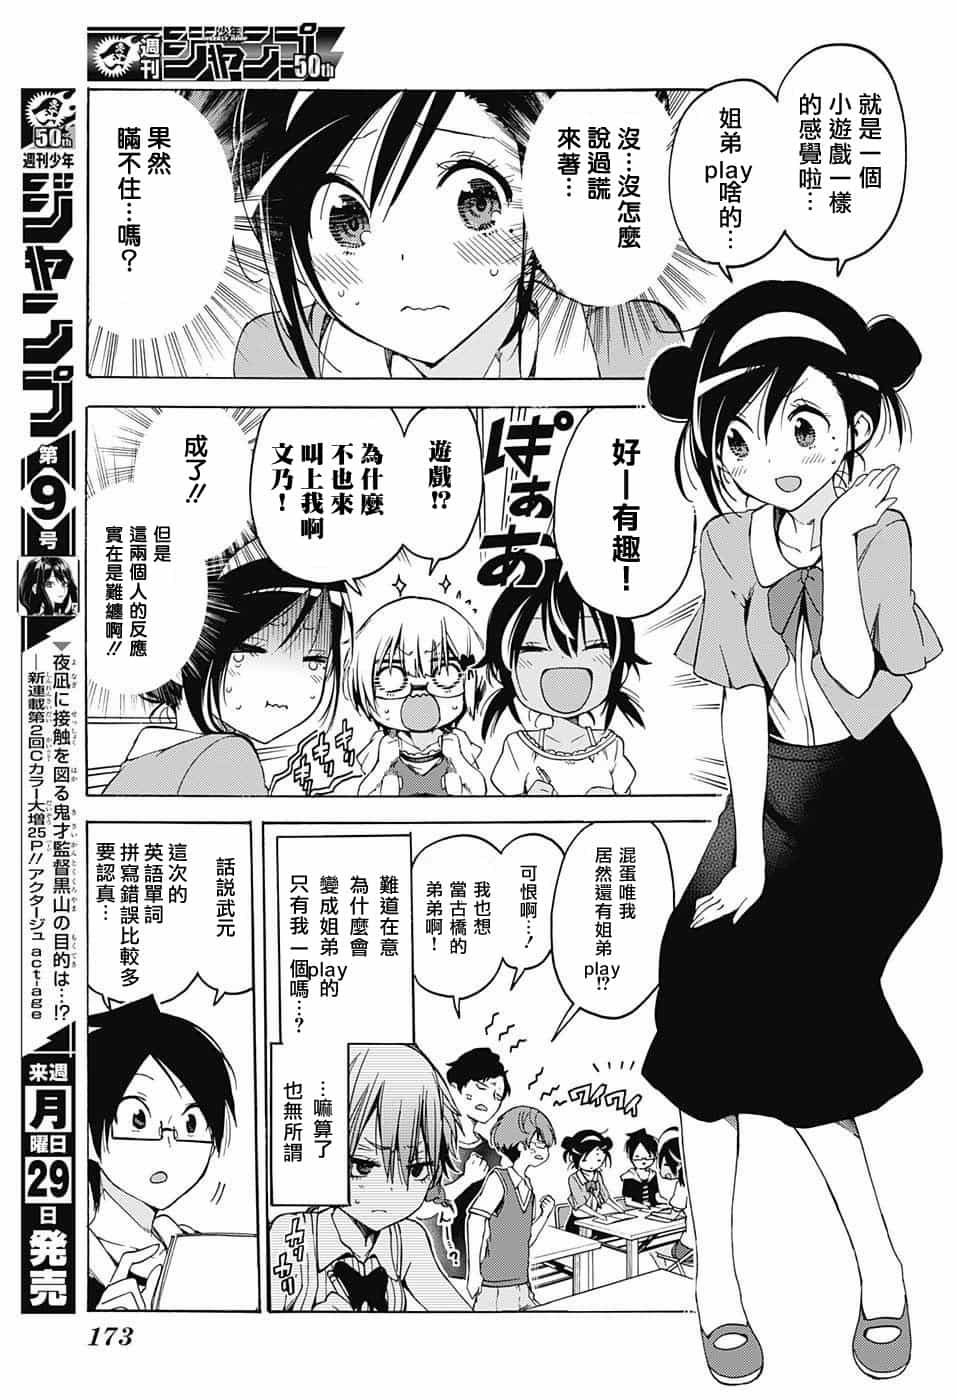 週刊
少年
ジャンプ
50th
就是一個
小遊戲一樣
的感覺啦…
姐弟
play啥的…
沒…沒怎麼
說過謊
來著…
果然
瞞不住…嗎？
好ー有趣！
ぱぁああ
遊戲!?
為什麼
不也來
叫上我啊
文乃！
成了!!
但是
這兩個人的反應
實在是難纏啊!!
混蛋唯我
居然還有姐弟
play!?
可恨啊…！
我也想
當古橋的
弟弟啊！
難道在意
為什麼會
變成姐弟play的
只有我一個嗎…？
…嘛算了
也無所謂
…?
話説武元
這次的
英語單詞
拼寫錯誤比較多
要認真…
50th
週刊少年
ジャンプ
第9号
▼夜凪に接触を図る鬼才監督黒山の目的は…!?
―新連載第2回Cカラー大増25P!! アクタージュ act-age
来週
月
曜日
29
日
発売
173